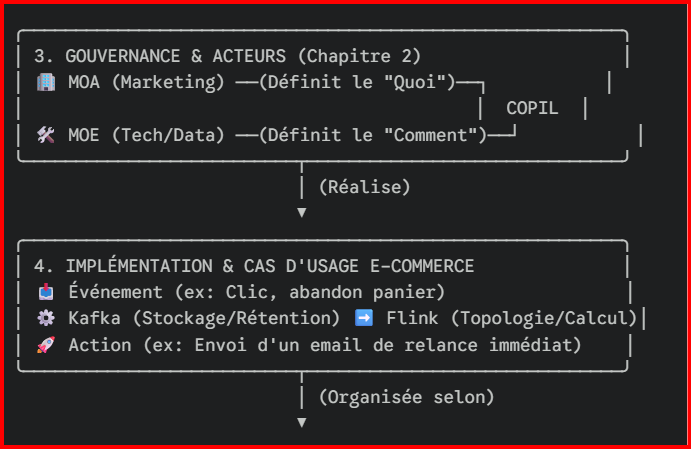 3. GOUVERNANCE & ACTEURS (Chapitre 2)
🏢 MOA (Marketing) ──(Définit le "Quoi")──┐
│ COPIL │
🛠 MOE (Tech/Data) ──(Définit le "Comment")──┘
│ (Réalise)
▼
4. IMPLÉMENTATION & CAS D'USAGE E-COMMERCE
📥 Événement (ex: Clic, abandon panier)
⚙ Kafka (Stockage/Rétention) ➡ Flink (Topologie/Calcul)
🚀 Action (ex: Envoi d'un email de relance immédiat)
│ (Organisée selon)
▼